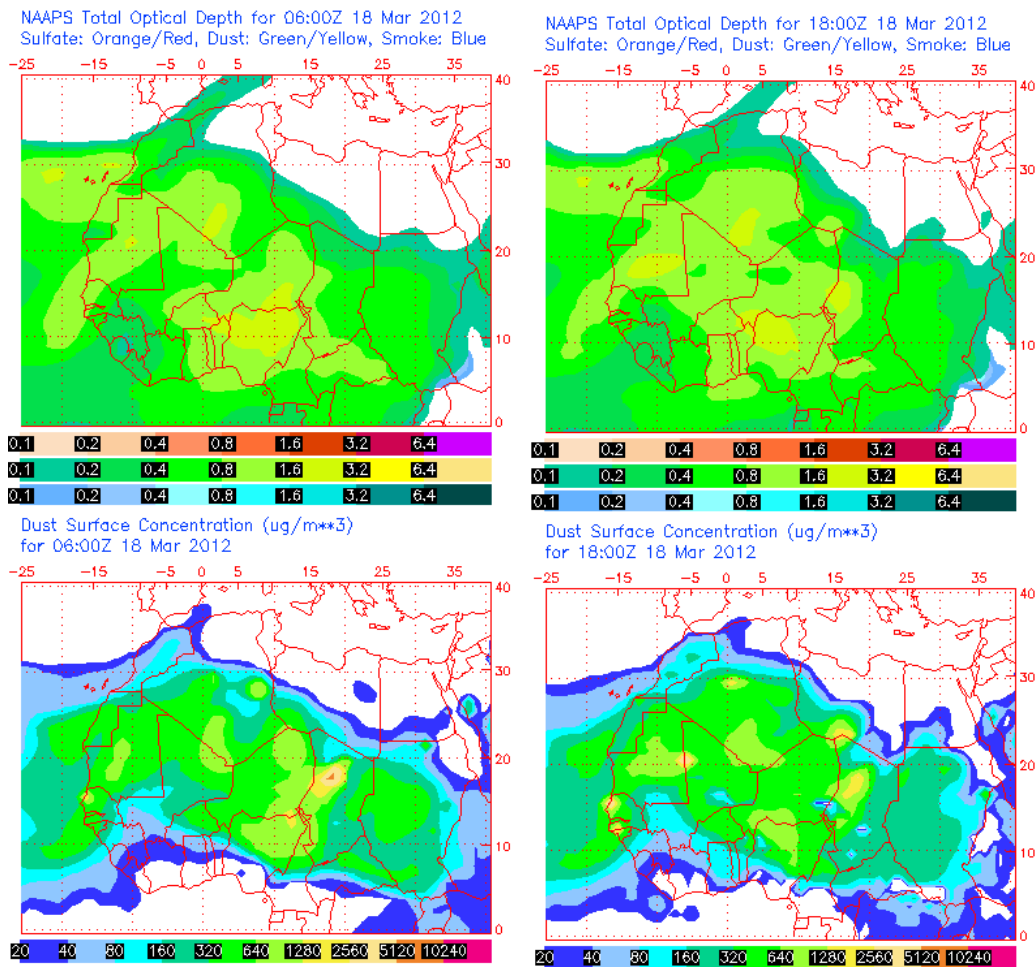 NAAPS Total Optical Depth for 06:00Z 18 Mar 2012
Sulfate: Orange/Red, Dust: Green/Yellow, Smoke: Blue
-25 -15 -5 0 5 15 25 35
40
30
20
10
0
0.1 0.2 0.4 0.8 1.6 3.2 6.4
0.1 0.2 0.4 0.8 1.6 3.2 6.4
0.1 0.2 0.4 0.8 1.6 3.2 6.4
NAAPS Total Optical Depth for 18:00Z 18 Mar 2012
Sulfate: Orange/Red, Dust: Green/Yellow, Smoke: Blue
-25 -15 -5 0 5 15 25 35
40
30
20
10
0
0.1 0.2 0.4 0.8 1.6 3.2 6.4
0.1 0.2 0.4 0.8 1.6 3.2 6.4
0.1 0.2 0.4 0.8 1.6 3.2 6.4
Dust Surface Concentration (ug/m**3)
for 06:00Z 18 Mar 2012
-25 -15 -5 0 5 15 25 35
40
30
20
10
0
20 40 80 160 320 640 1280 2560 5120 10240
Dust Surface Concentration (ug/m**3)
for 18:00Z 18 Mar 2012
-25 -15 -5 0 5 15 25 35
40
30
20
10
0
20 40 80 160 320 640 1280 2560 5120 10240